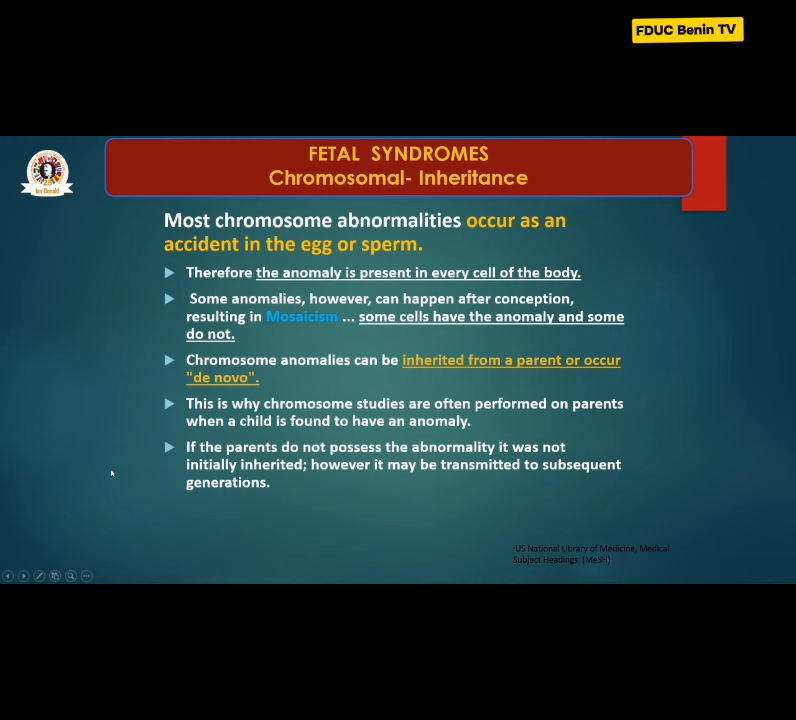 FDUC Benin TV
FETAL SYNDROMES
Chromosomal- Inheritance
Ian Donald
Most chromosome abnormalities occur as an
accident in the egg or sperm.
Therefore the anomaly is present in every cell of the body.
Some anomalies, however, can happen after conception,
resulting in Mosaicism ... some cells have the anomaly and some
do not.
Chromosome anomalies can be inherited from a parent or occur
"de novo".
This is why chromosome studies are often performed on parents
when a child is found to have an anomaly.
If the parents do not possess the abnormality it was not
initially inherited; however it may be transmitted to subsequent
generations.
US National Library of Medicine, Medical
Subject Headings (MeSH)